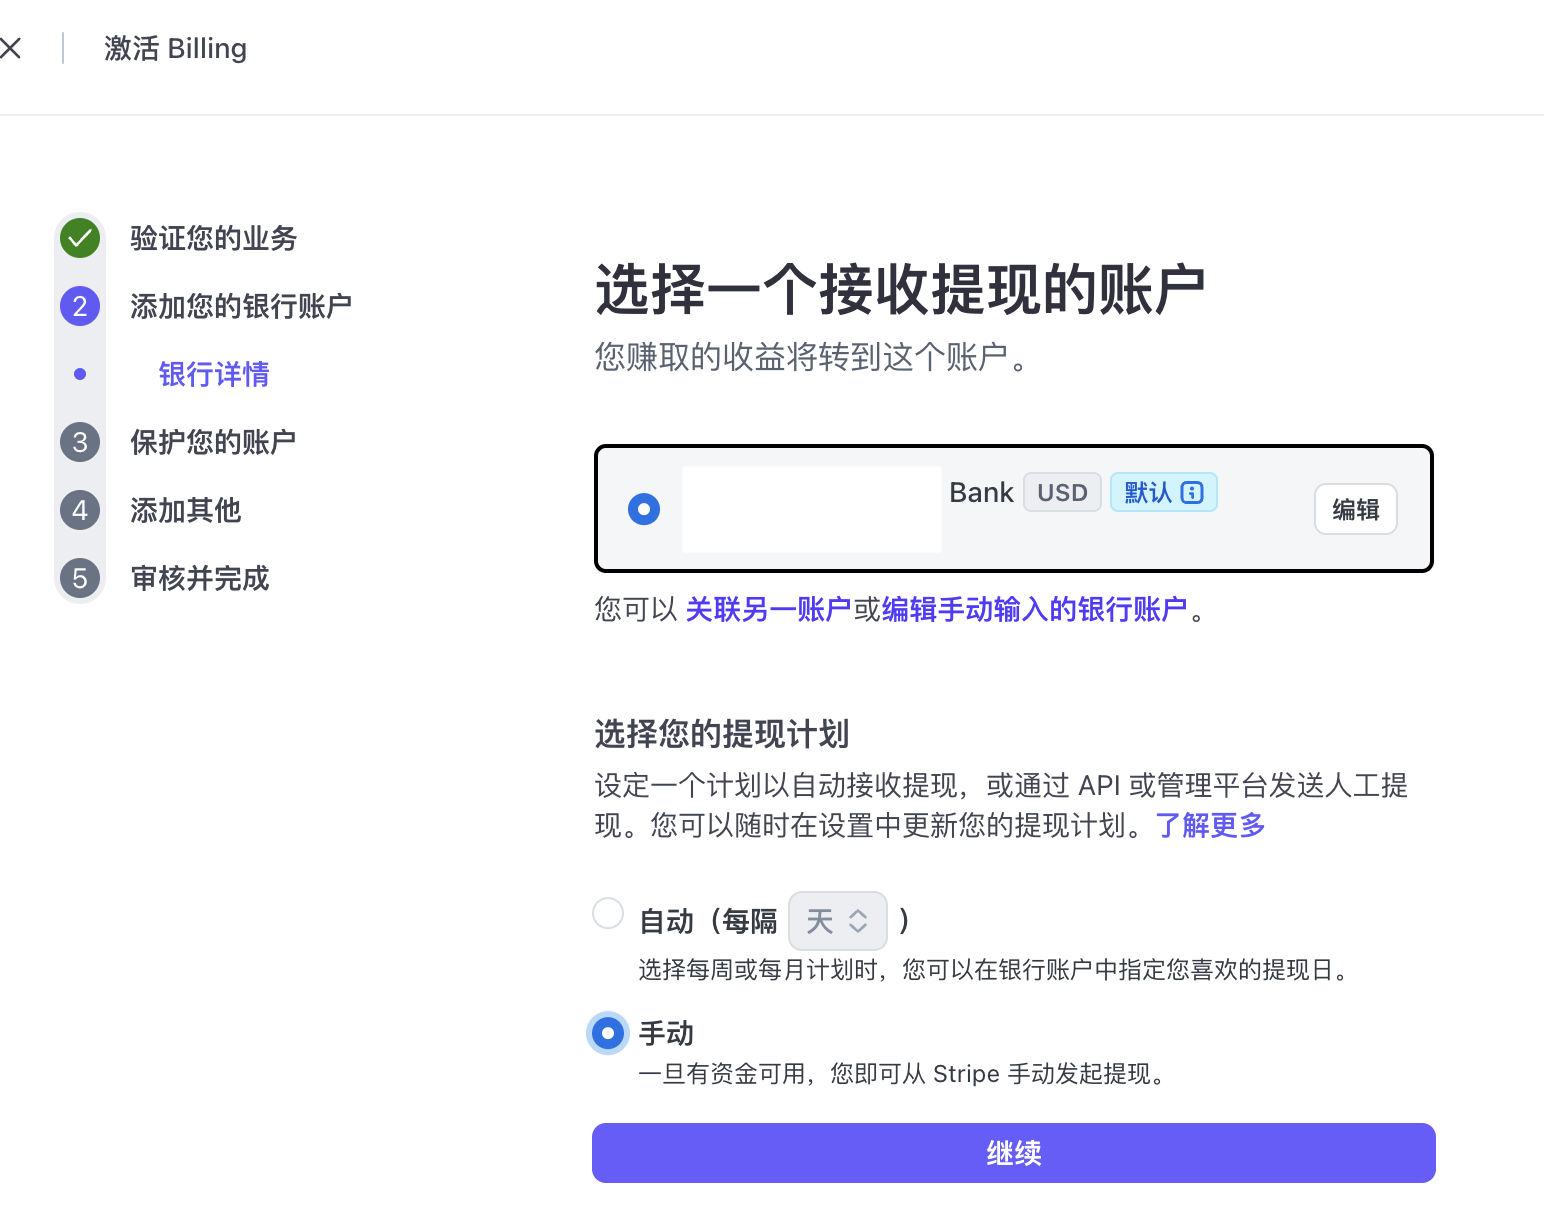 激活 Billing
验证您的业务
2
添加您的银行账户
银行详情
3
保护您的账户
4
添加其他
5
审核并完成
选择一个接收提现的账户
您赚取的收益将转到这个账户。
Bank USD 默认
编辑
您可以 关联另一账户或编辑手动输入的银行账户。
选择您的提现计划
设定一个计划以自动接收提现，或通过 API 或管理平台发送人工提
现。您可以随时在设置中更新您的提现计划。了解更多
自动（每隔 天 ）
选择每周或每月计划时，您可以在银行账户中指定您喜欢的提现日。
手动
一旦有资金可用，您即可从 Stripe 手动发起提现。
继续